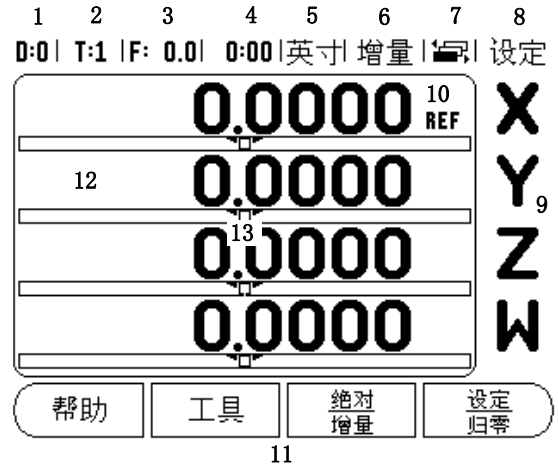 1 2 3 4 5 6 7 8
D:0| T:1 |F: 0.0| 0:00|英寸|增量| | 设定
0.0000 10 REF X
12 0.0000 Y 9
13 0.0000 Z
0.0000 W
帮助 工具 绝对 增量 设定 归零
11